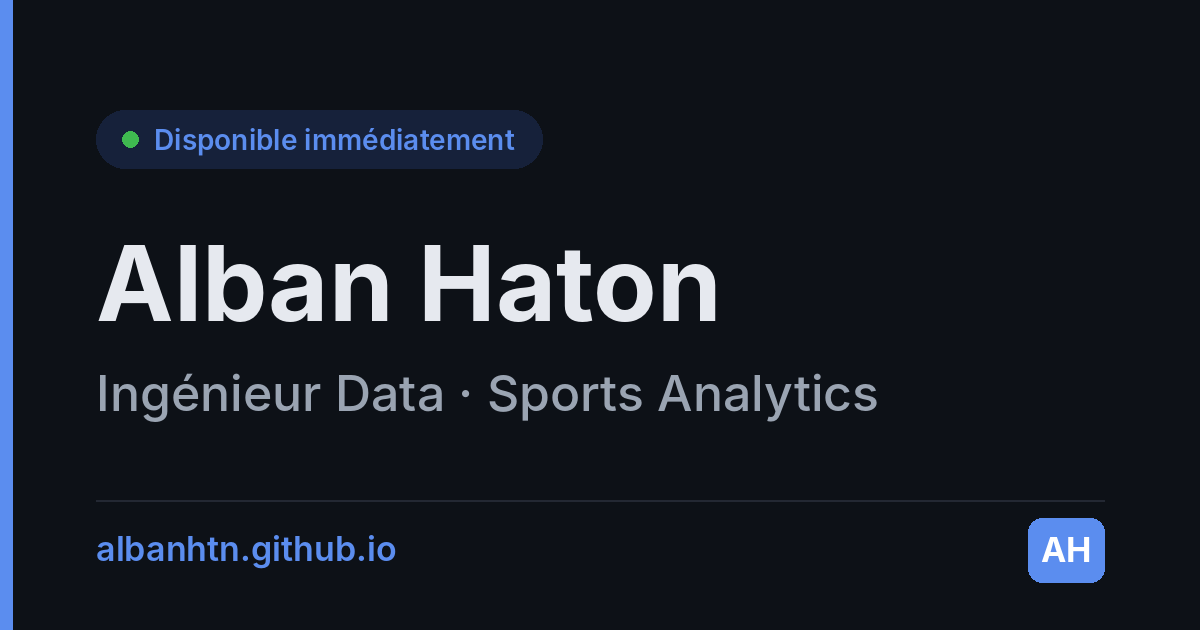 Disponible immédiatement
Alban Haton
Ingénieur Data · Sports Analytics
albanhtn.github.io
AH